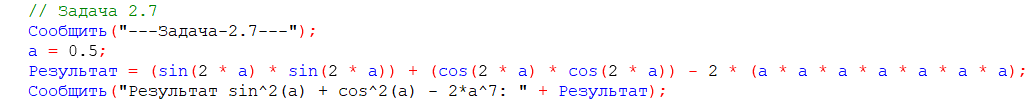 // Задача 2.7
Сообщить("---Задача-2.7---");
а = 0.5;
Результат = (sin(2 * а) * sin(2 * а)) + (cos(2 * а) * cos(2 * а)) - 2 * (а * а * а * а * а * а * а);
Сообщить("Результат sin^2(a) + cos^2(a) - 2*a^7: " + Результат);